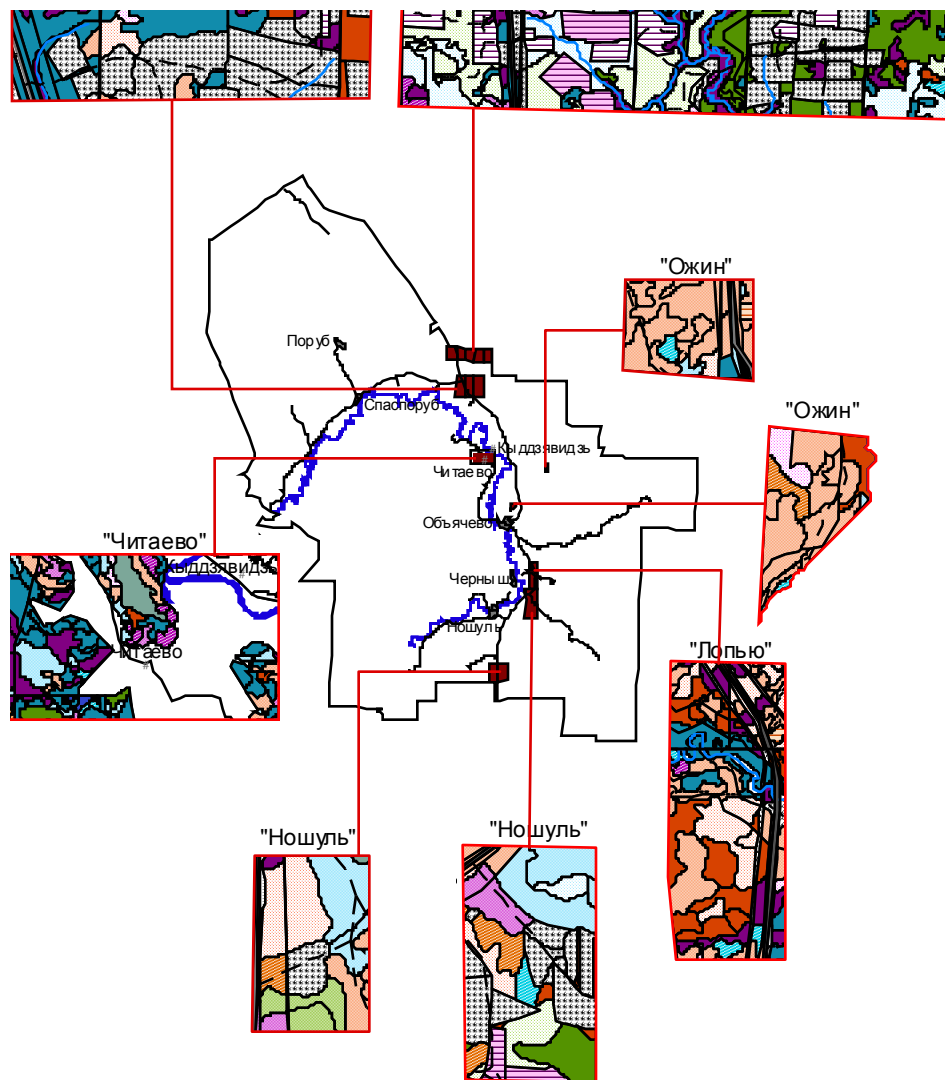 "Ожин"
Поруб
Спаспоруб
"Ожин"
Кыддзявидзь
Читаево
Объячево
"Читаево"
Кыддзявидзь
Черныш
Ношуль
Читаево
"Лопью"
"Ношуль"
"Ношуль"